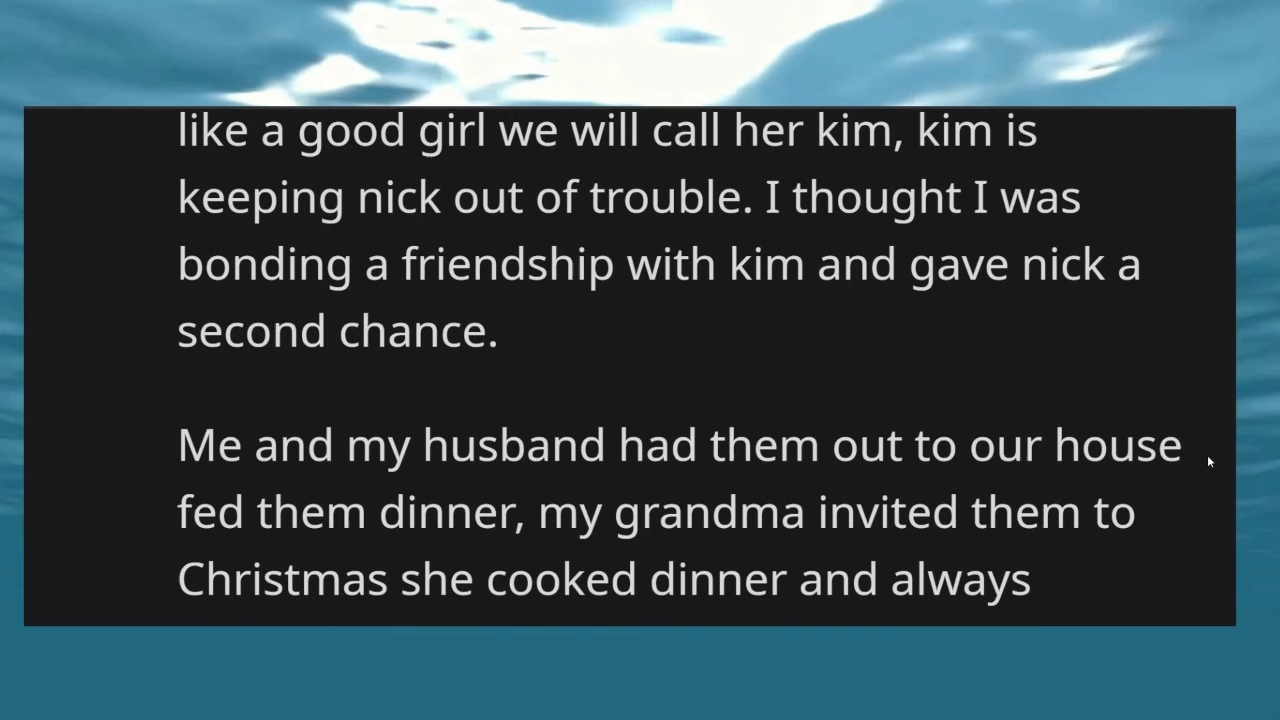 like a good girl we will call her kim, kim is
keeping nick out of trouble. I thought I was
bonding a friendship with kim and gave nick a
second chance.
Me and my husband had them out to our house
fed them dinner, my grandma invited them to
Christmas she cooked dinner and always